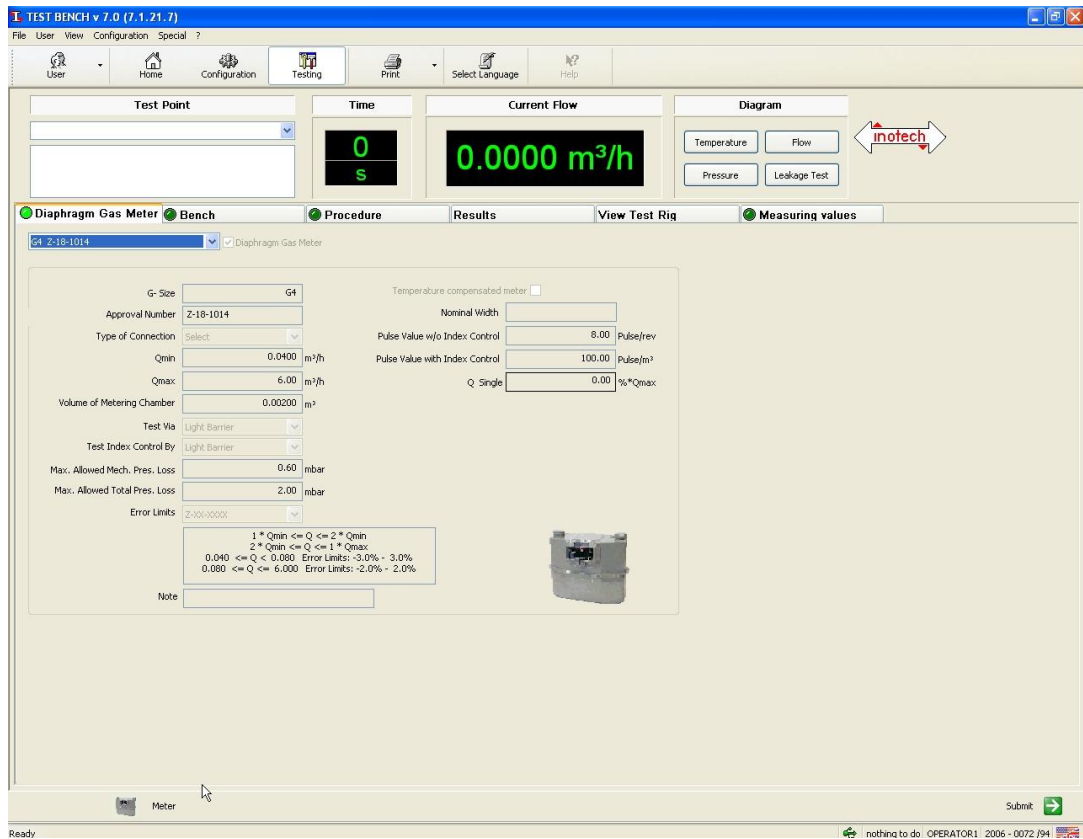 TEST BENCH v 7.0 (7.1.21.7)
File User View Configuration Special ?
User Home Configuration Testing Print Select Language Help
Test Point Time Current Flow Diagram
inotech
0
s
0.0000 m³/h
Temperature Flow
Pressure Leakage Test
Diaphragm Gas Meter Bench Procedure Results View Test Rig Measuring values
G4 Z-18-1014 Diaphragm Gas Meter
G- Size G4 Temperature compensated meter
Approval Number Z-18-1014 Nominal Width
Type of Connection Select Pulse Value w/o Index Control 8.00 Pulse/rev
Qmin 0.0400 m³/h Pulse Value with Index Control 100.00 Pulse/m³
Qmax 6.00 m³/h Q Single 0.00 %*Qmax
Volume of Metering Chamber 0.00200 m³
Test Via Light Barrier
Test Index Control By Light Barrier
Max. Allowed Mech. Pres. Loss 0.60 mbar
Max. Allowed Total Pres. Loss 2.00 mbar
Error Limits Z-XX-XXXX
1 * Qmin <= Q <= 2 * Qmin
2 * Qmin <= Q <= 1 * Qmax
0.040 <= Q < 0.080 Error Limits: -3.0% - 3.0%
0.080 <= Q <= 6.000 Error Limits: -2.0% - 2.0%
Note
Meter Submit
Ready nothing to do OPERATOR1 2006 - 0072 /94